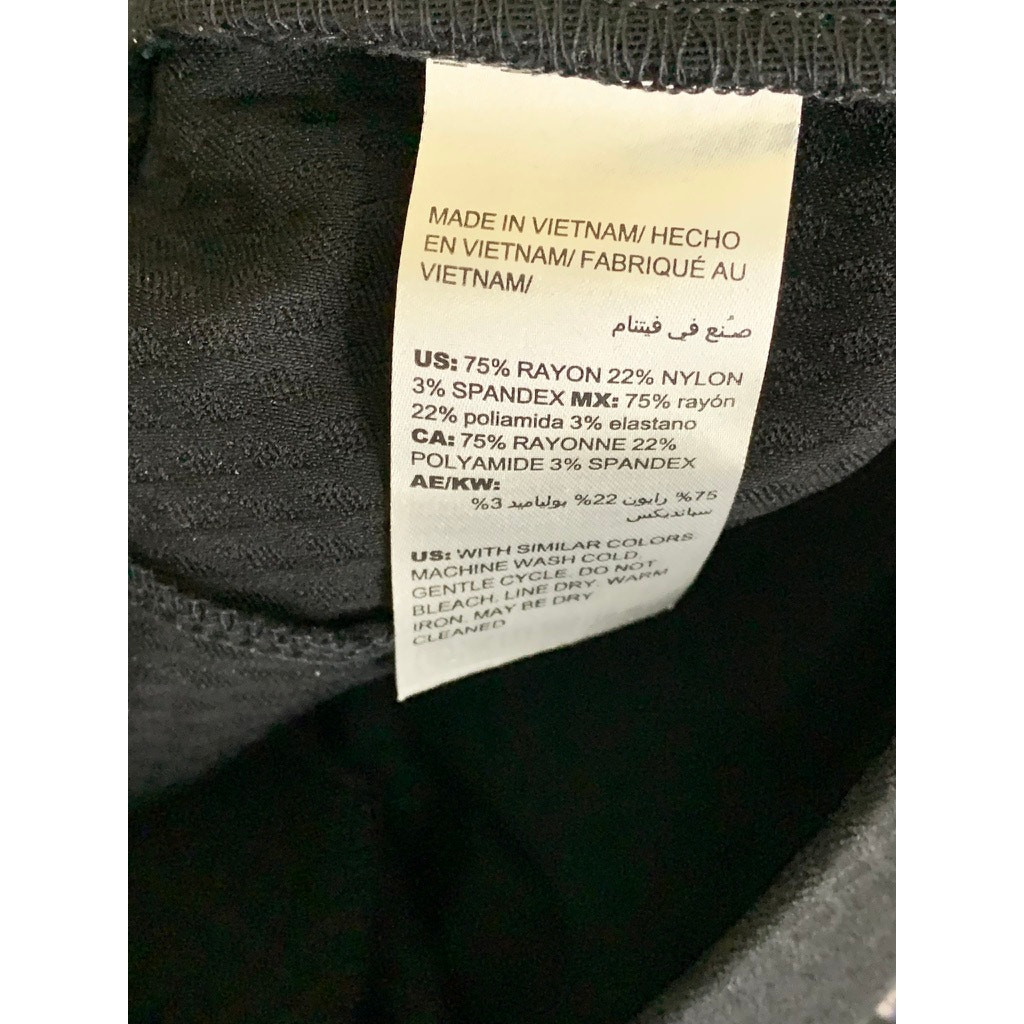 MADE IN VIETNAM/ HECHO
EN VIETNAM/ FABRIQUÉ AU
VIETNAM/
صُنع في فيتنام
US: 75% RAYON 22% NYLON
3% SPANDEX MX: 75% rayón
22% poliamida 3% elastano
CA: 75% RAYONNE 22%
POLYAMIDE 3% SPANDEX
AE/KW:
75% رايون 22% بولياميد 3%
سباندیكس
US: WITH SIMILAR COLORS.
MACHINE WASH COLD,
GENTLE CYCLE. DO NOT
BLEACH. LINE DRY. WARM
IRON. MAY BE DRY
CLEANED